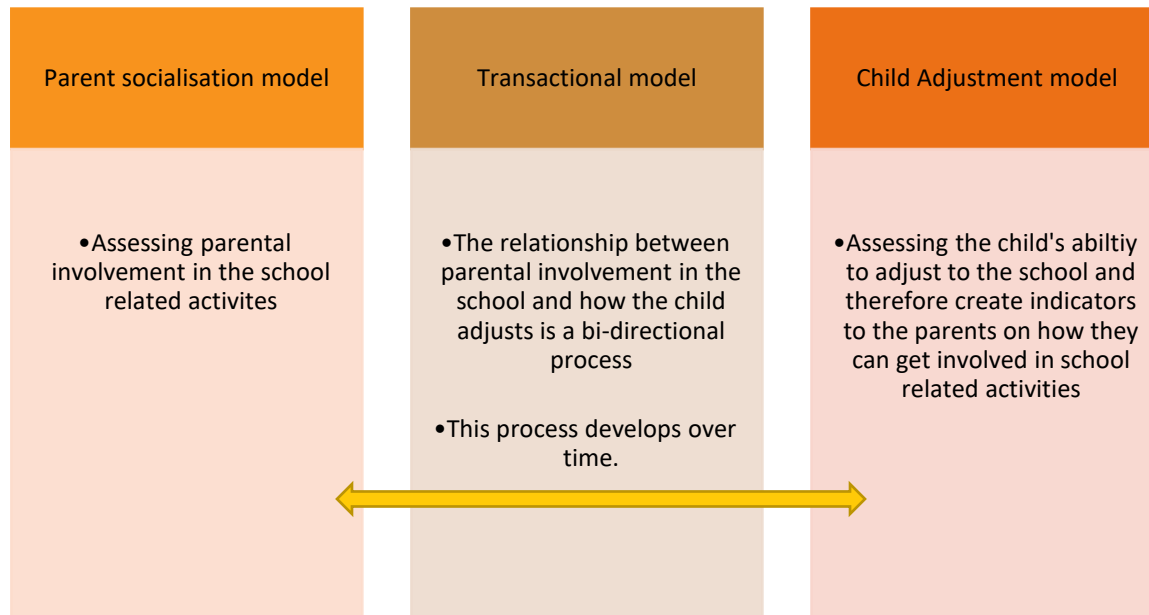 Parent socialisation model
•Assessing parental
involvement in the school
related activites
Transactional model
•The relationship between
parental involvement in the
school and how the child
adjusts is a bi-directional
process
•This process develops over
time.
Child Adjustment model
•Assessing the child's abiltiy
to adjust to the school and
therefore create indicators
to the parents on how they
can get involved in school
related activities